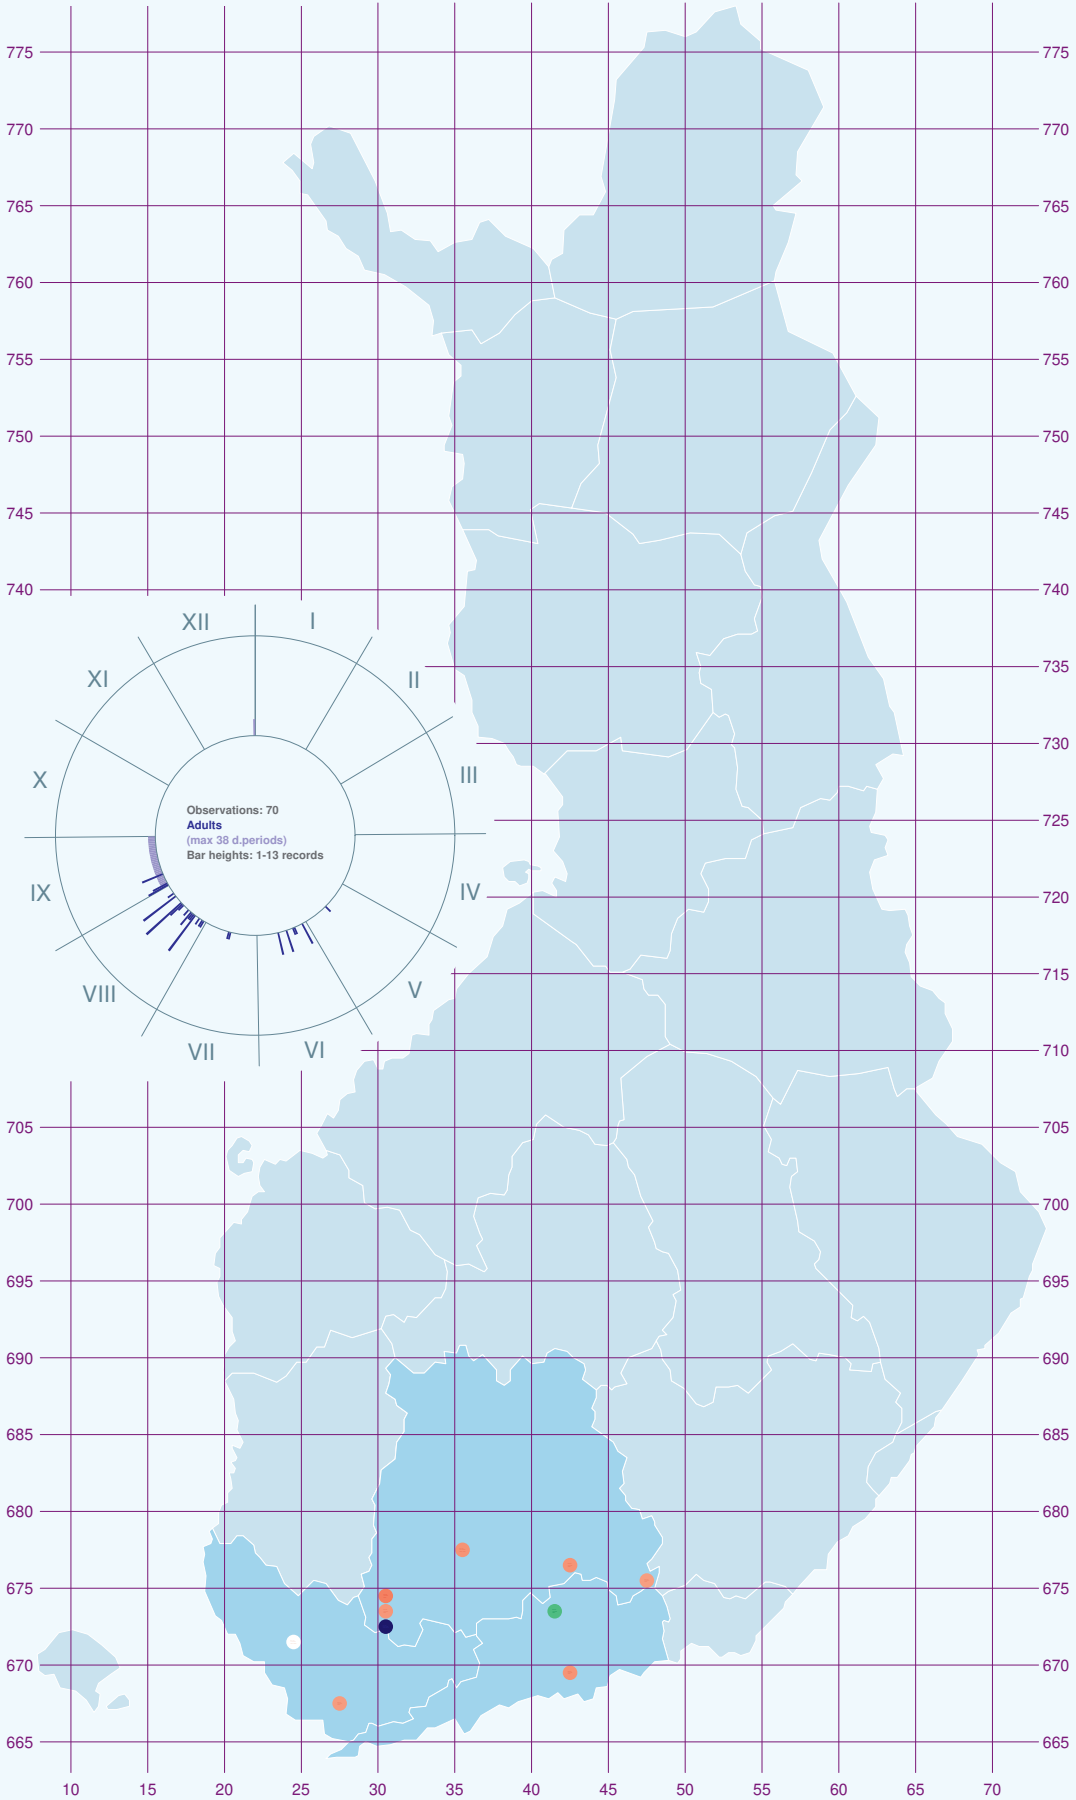 775 775
770 770
765 765
760 760
755 755
750 750
745 745
740 740
XII I
735
XI II
730
X III
Observations: 70
Adults
(max 38 d.periods)
Bar heights: 1-13 records
725
IX IV
720
VIII V
715
VII VI
710
705 705
700 700
695 695
690 690
685 685
680 680
675 675
670 670
665 665
10 15 20 25 30 35 40 45 50 55 60 65 70